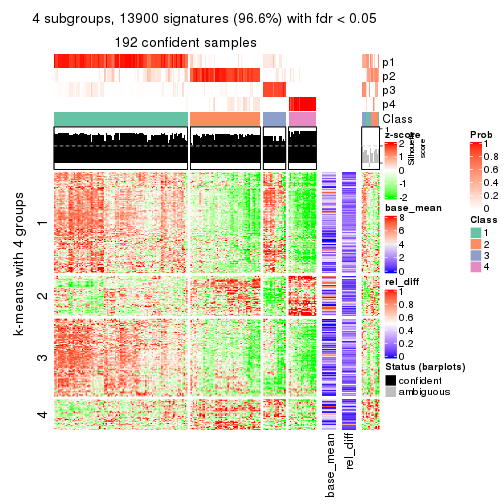 4 subgroups, 13900 signatures (96.6%) with fdr < 0.05
192 confident samples
p1
p2
p3
p4
Class
1
Silhouette
score
k-means with 4 groups
1
2
3
4
base_mean
rel_diff
z-score
2
1
0
-1
-2
base_mean
8
6
4
2
0
rel_diff
1
0.8
0.6
0.4
0.2
0
Status (barplots)
confident
ambiguous
Prob
1
0.8
0.6
0.4
0.2
0
Class
1
2
3
4